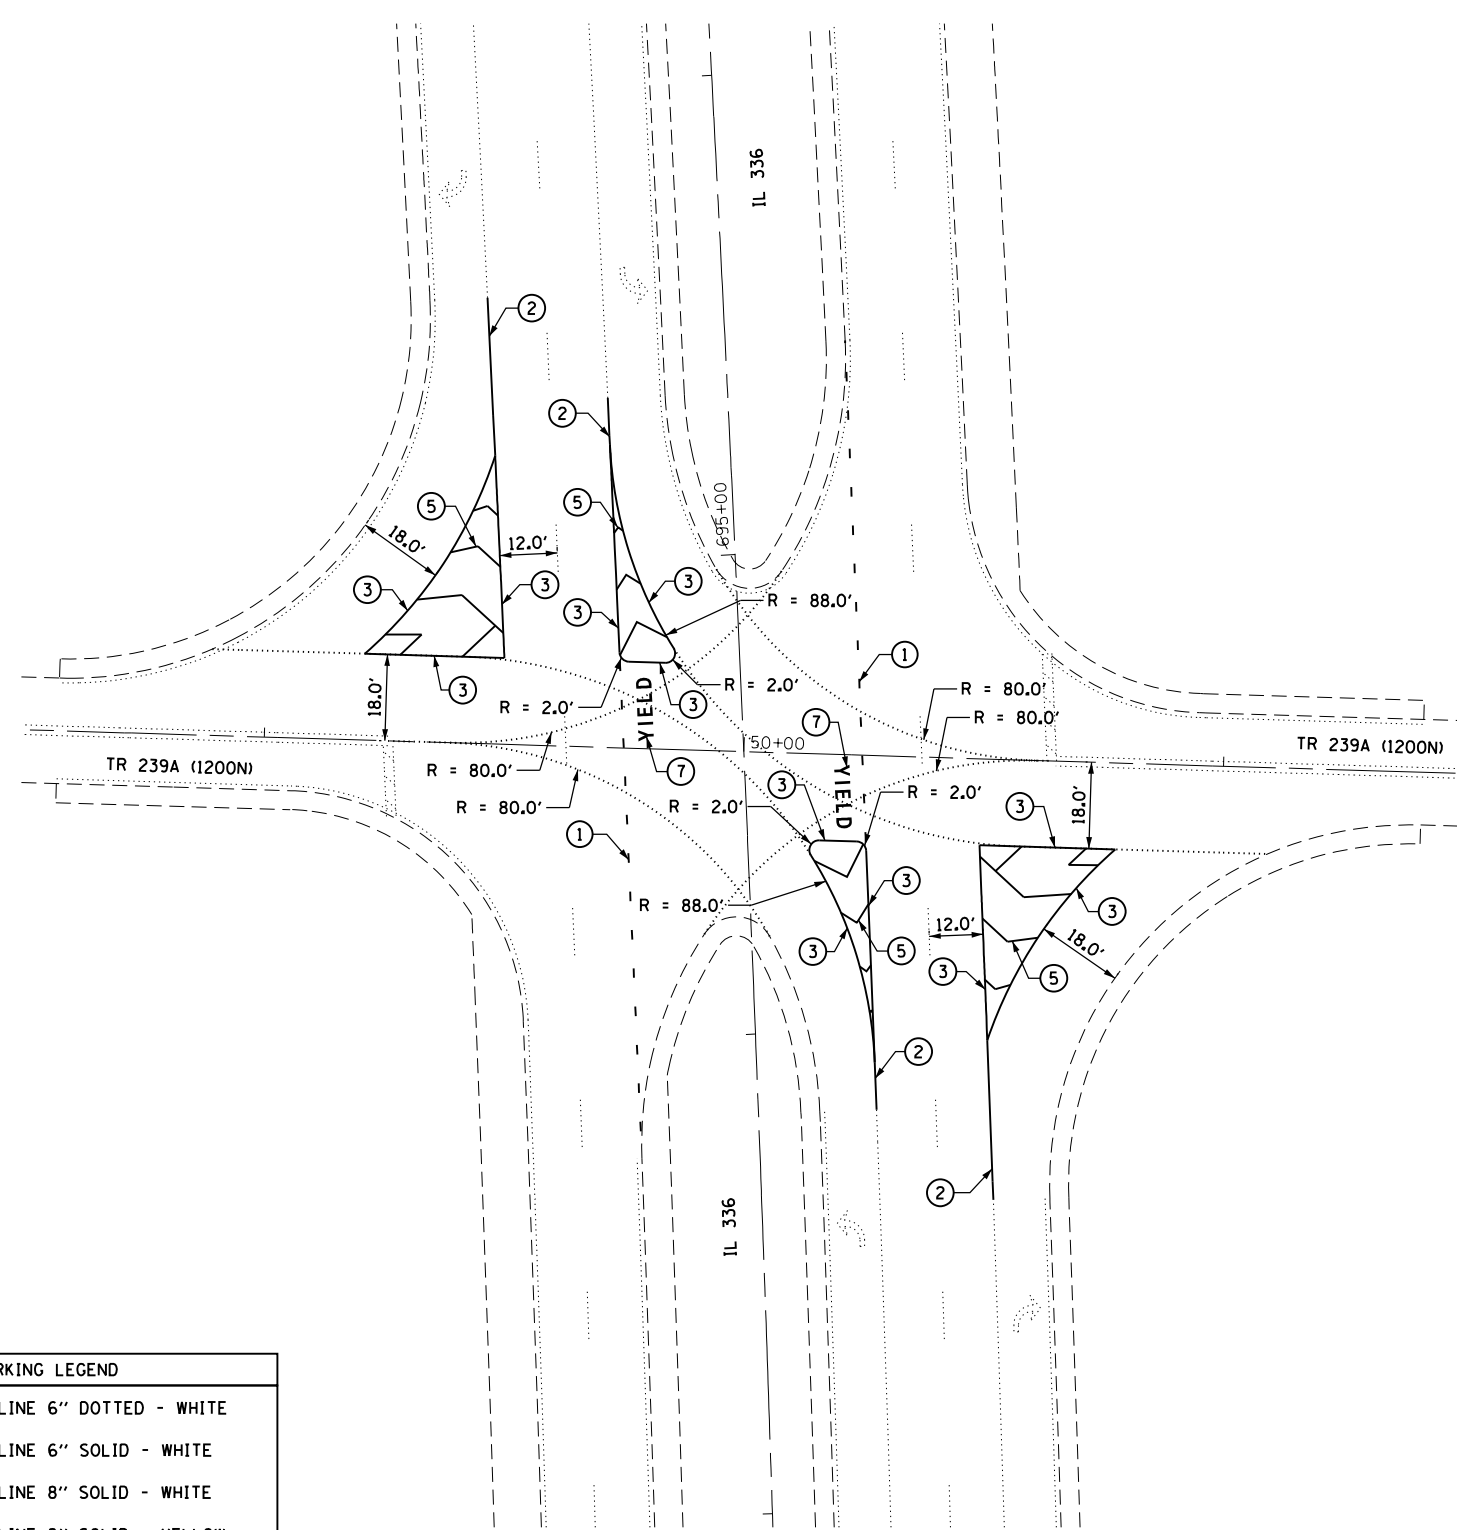 IL 336
2
2
5
5
18.0'
12.0'
695+00
3
3
3
3
R = 88.0'
1
18.0'
3
R = 2.0'
YIELD
3
R = 2.0'
R = 80.0'
R = 80.0'
7
50+00
TR 239A (1200N)
TR 239A (1200N)
R = 80.0'
7
R = 80.0'
3
R = 2.0'
YIELD
R = 2.0'
3
18.0'
1
R = 88.0'
3
3
12.0'
18.0'
3
5
3
5
2
2
IL 336
RKING LEGEND
LINE 6" DOTTED - WHITE
LINE 6" SOLID - WHITE
LINE 8" SOLID - WHITE